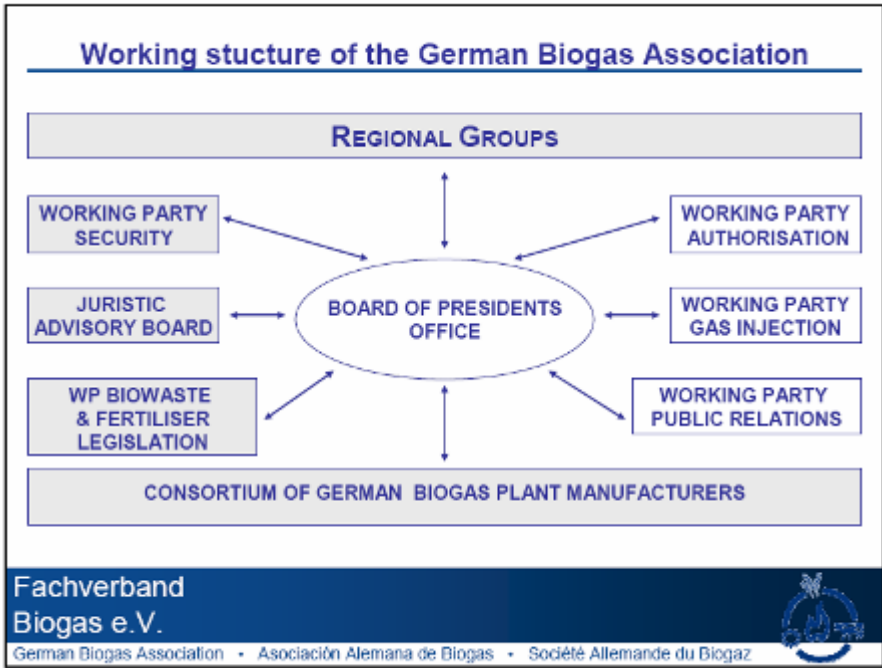 Working stucture of the German Biogas Association
REGIONAL GROUPS
WORKING PARTY
SECURITY
WORKING PARTY
AUTHORISATION
JURISTIC
ADVISORY BOARD
BOARD OF PRESIDENTS
OFFICE
WORKING PARTY
GAS INJECTION
WP BIOWASTE
& FERTILISER
LEGISLATION
WORKING PARTY
PUBLIC RELATIONS
CONSORTIUM OF GERMAN BIOGAS PLANT MANUFACTURERS
Fachverband
Biogas e.V.
German Biogas Association • Asociación Alemana de Biogas • Société Allemande du Biogaz